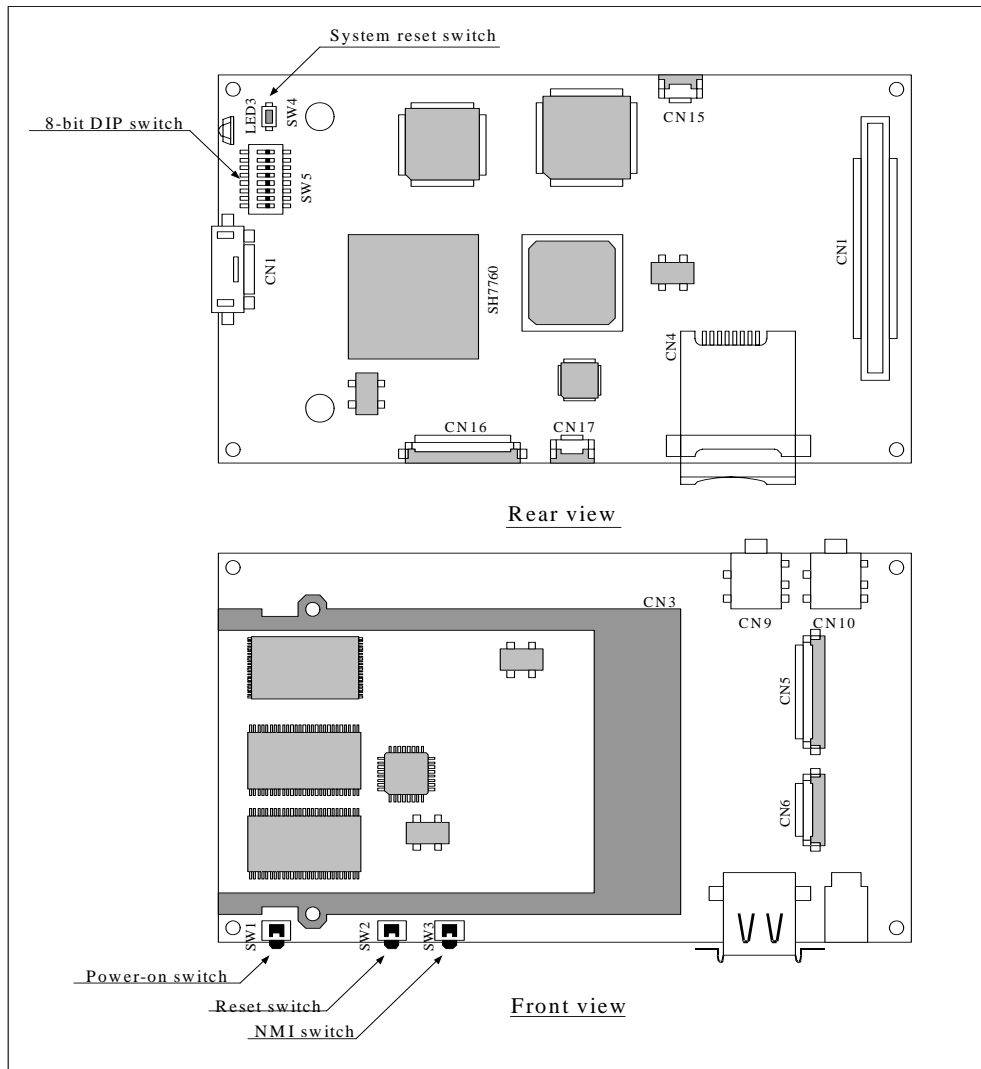 System reset switch
LED3
SW4
8-bit DIP switch
SW5
CN15
CN1
CN1
SH7760
CN4
CN16
CN17
Rear view
CN3
CN9
CN10
CN5
CN6
SW1
SW2
SW3
Power-on switch
Reset switch
NMI switch
Front view